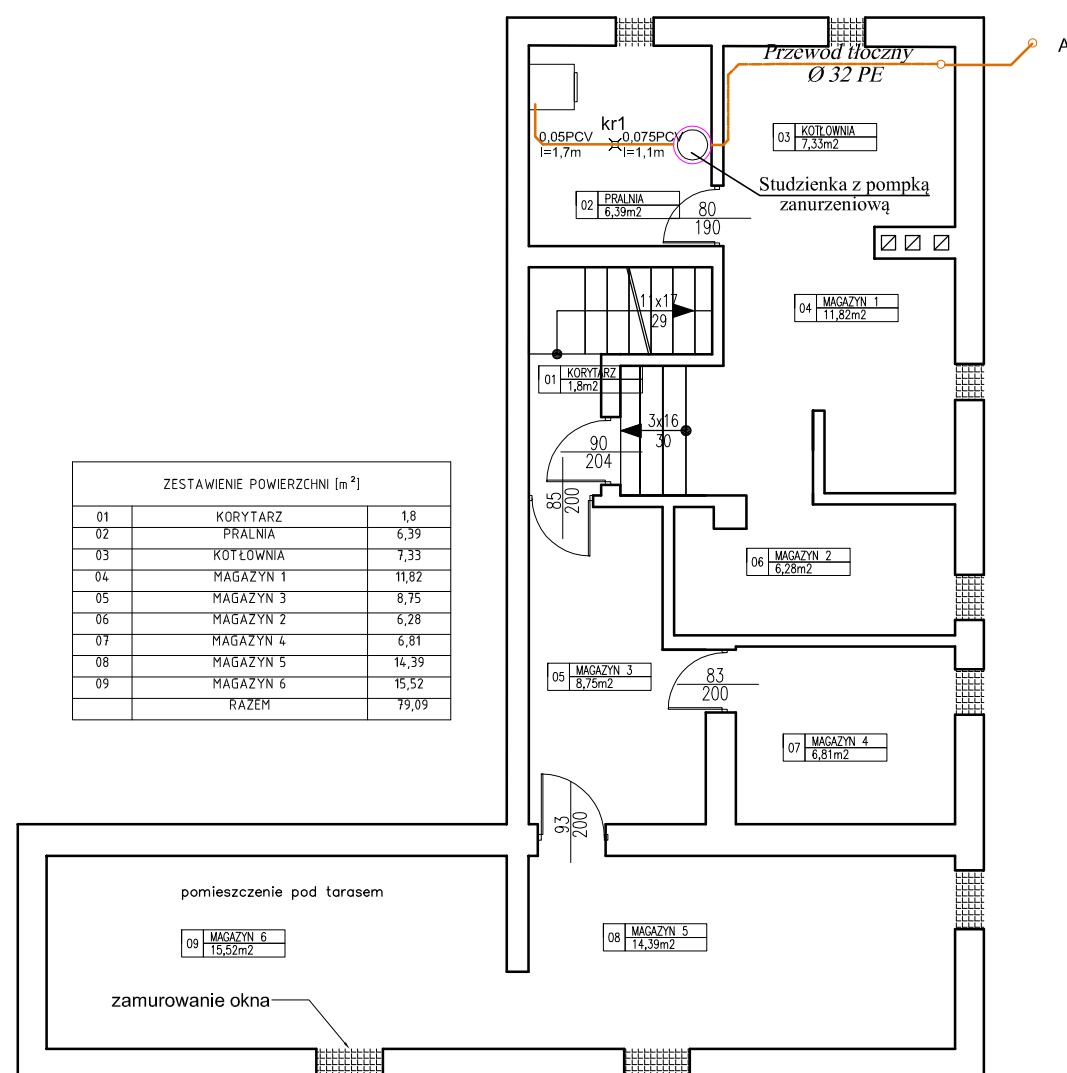 Przewód tłoczny
Ø 32 PE
A
kr1
0,05PCV
l=1,7m
0,075PCV
l=1,1m
03 KOTŁOWNIA
7,33m2
Studzienka z pompką
zanurzeniową
02 PRALNIA
6,39m2
80
190
11x17
29
04 MAGAZYN 1
11,82m2
01 KORYTARZ
1,8m2
3x16
30
90
204
85
200
ZESTAWIENIE POWIERZCHNI [m²]
01 KORYTARZ 1,8
02 PRALNIA 6,39
03 KOTŁOWNIA 7,33
04 MAGAZYN 1 11,82
05 MAGAZYN 3 8,75
06 MAGAZYN 2 6,28
07 MAGAZYN 4 6,81
08 MAGAZYN 5 14,39
09 MAGAZYN 6 15,52
RAZEM 79,09
06 MAGAZYN 2
6,28m2
05 MAGAZYN 3
8,75m2
83
200
07 MAGAZYN 4
6,81m2
93
200
pomieszczenie pod tarasem
09 MAGAZYN 6
15,52m2
08 MAGAZYN 5
14,39m2
zamurowanie okna